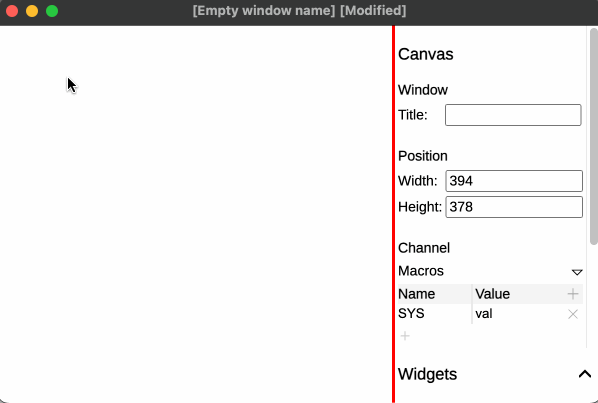 [Empty window name] [Modified]
Canvas
Window
Title:
Position
Width: 394
Height: 378
Channel
Macros
Name Value
SYS val
Widgets